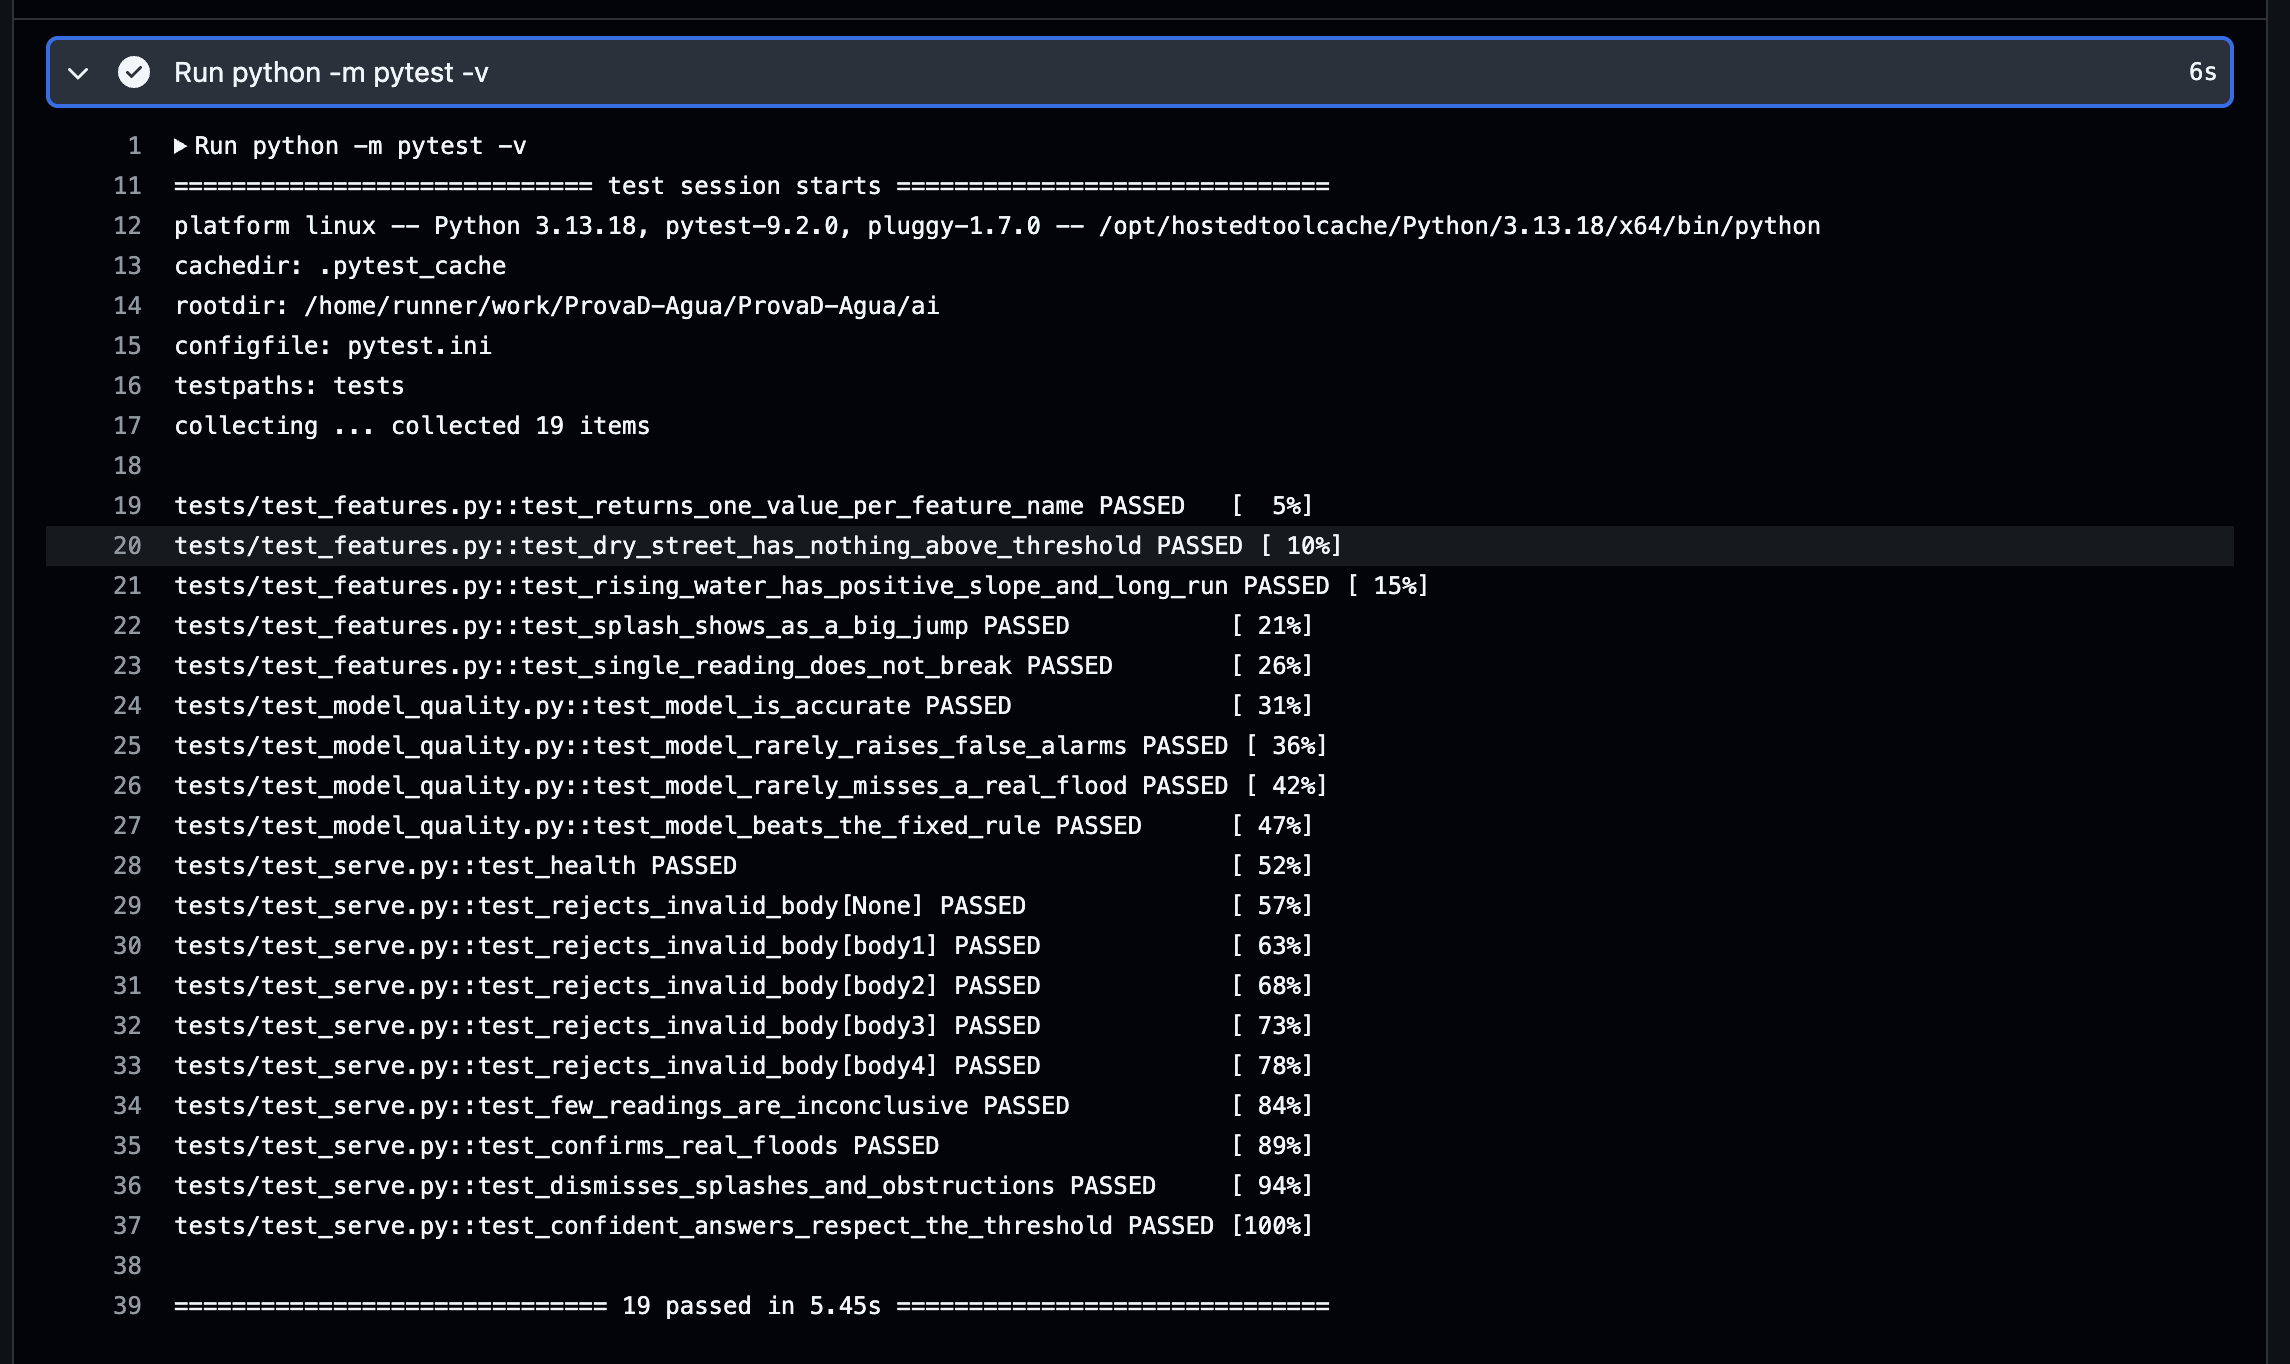 Run python -m pytest -v 6s
1 ▶ Run python -m pytest -v
11 ============================= test session starts ==============================
12 platform linux -- Python 3.13.18, pytest-9.2.0, pluggy-1.7.0 -- /opt/hostedtoolcache/Python/3.13.18/x64/bin/python
13 cachedir: .pytest_cache
14 rootdir: /home/runner/work/ProvaD-Agua/ProvaD-Agua/ai
15 configfile: pytest.ini
16 testpaths: tests
17 collecting ... collected 19 items
18
19 tests/test_features.py::test_returns_one_value_per_feature_name PASSED   [  5%]
20 tests/test_features.py::test_dry_street_has_nothing_above_threshold PASSED [ 10%]
21 tests/test_features.py::test_rising_water_has_positive_slope_and_long_run PASSED [ 15%]
22 tests/test_features.py::test_splash_shows_as_a_big_jump PASSED           [ 21%]
23 tests/test_features.py::test_single_reading_does_not_break PASSED        [ 26%]
24 tests/test_model_quality.py::test_model_is_accurate PASSED               [ 31%]
25 tests/test_model_quality.py::test_model_rarely_raises_false_alarms PASSED [ 36%]
26 tests/test_model_quality.py::test_model_rarely_misses_a_real_flood PASSED [ 42%]
27 tests/test_model_quality.py::test_model_beats_the_fixed_rule PASSED      [ 47%]
28 tests/test_serve.py::test_health PASSED                                  [ 52%]
29 tests/test_serve.py::test_rejects_invalid_body[None] PASSED              [ 57%]
30 tests/test_serve.py::test_rejects_invalid_body[body1] PASSED             [ 63%]
31 tests/test_serve.py::test_rejects_invalid_body[body2] PASSED             [ 68%]
32 tests/test_serve.py::test_rejects_invalid_body[body3] PASSED             [ 73%]
33 tests/test_serve.py::test_rejects_invalid_body[body4] PASSED             [ 78%]
34 tests/test_serve.py::test_few_readings_are_inconclusive PASSED           [ 84%]
35 tests/test_serve.py::test_confirms_real_floods PASSED                    [ 89%]
36 tests/test_serve.py::test_dismisses_splashes_and_obstructions PASSED     [ 94%]
37 tests/test_serve.py::test_confident_answers_respect_the_threshold PASSED [100%]
38
39 ============================== 19 passed in 5.45s ==============================